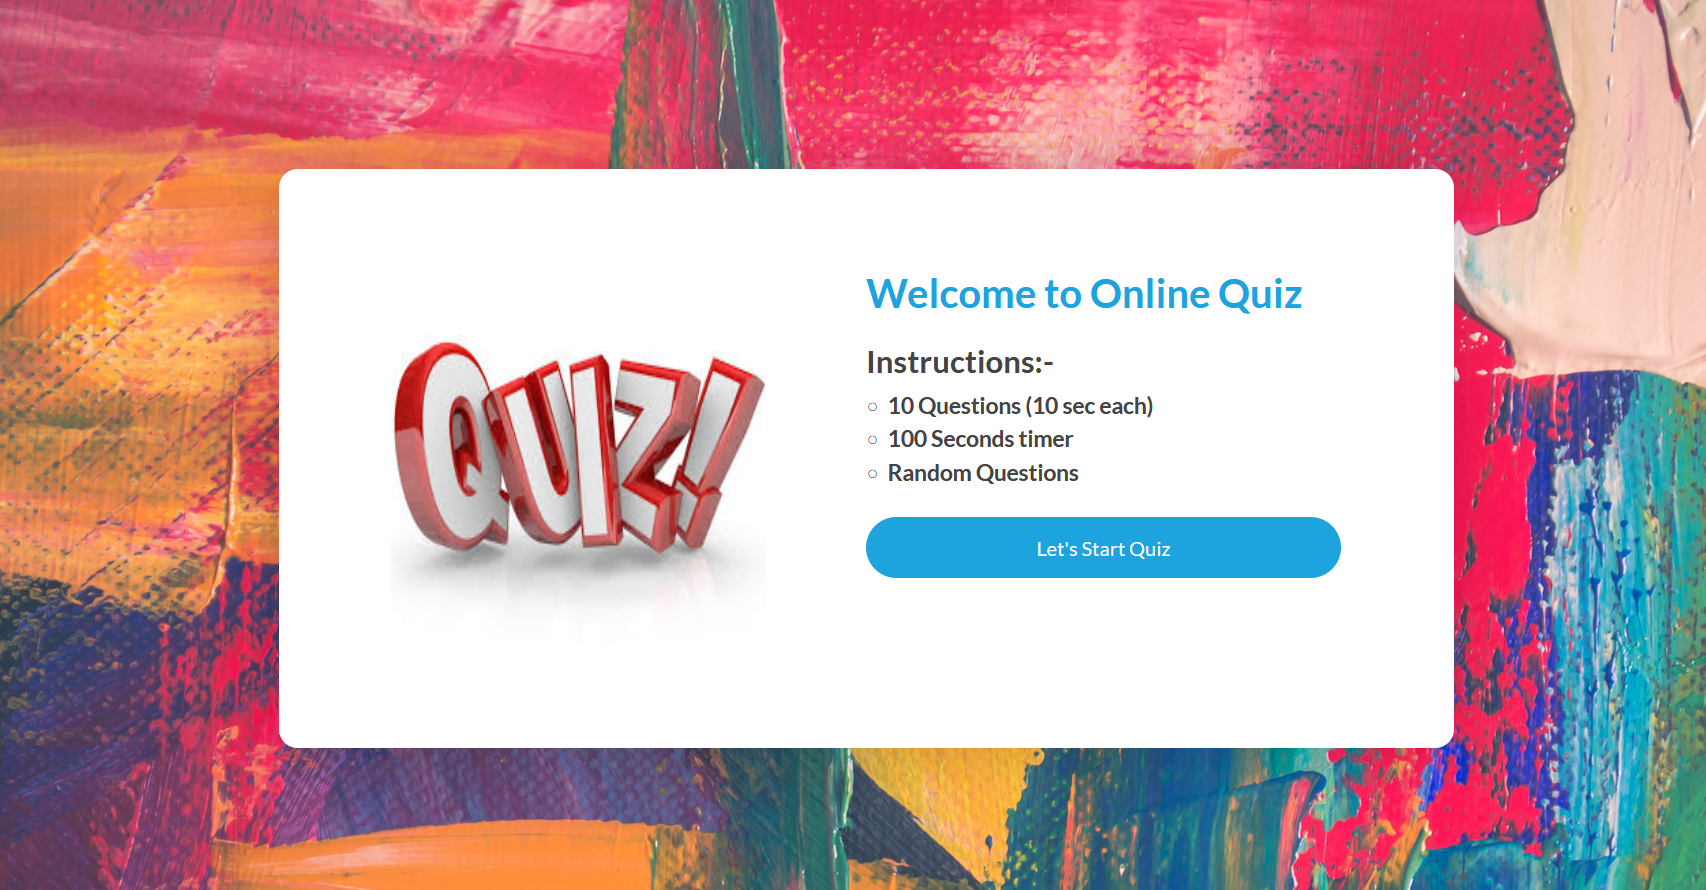 QUIZ!
Welcome to Online Quiz
Instructions:-
10 Questions (10 sec each)
100 Seconds timer
Random Questions
Let's Start Quiz